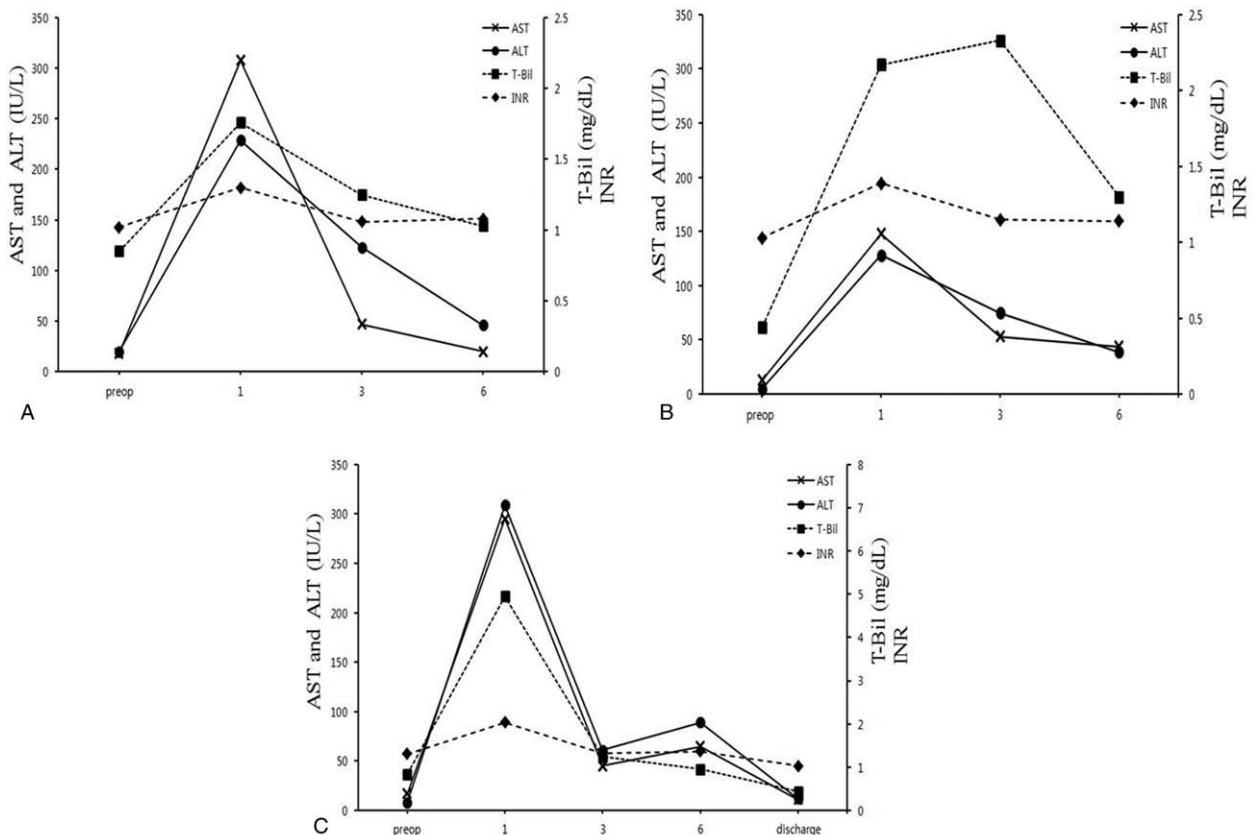 350
300
250
200
150
100
50
0
AST and ALT (IU/L)
2.5
2
1.5
1
0.5
0
T-Bil (mg/dL)
INR
AST
ALT
T-Bil
INR
preop 1 3 6
A
350
300
250
200
150
100
50
0
AST and ALT (IU/L)
2.5
2
1.5
1
0.5
0
T-Bil (mg/dL)
INR
AST
ALT
T-Bil
INR
preop 1 3 6
B
350
300
250
200
150
100
50
0
AST and ALT (IU/L)
8
7
6
5
4
3
2
1
0
T-Bil (mg/dL)
INR
AST
ALT
T-Bil
INR
preop 1 3 6 discharge
C